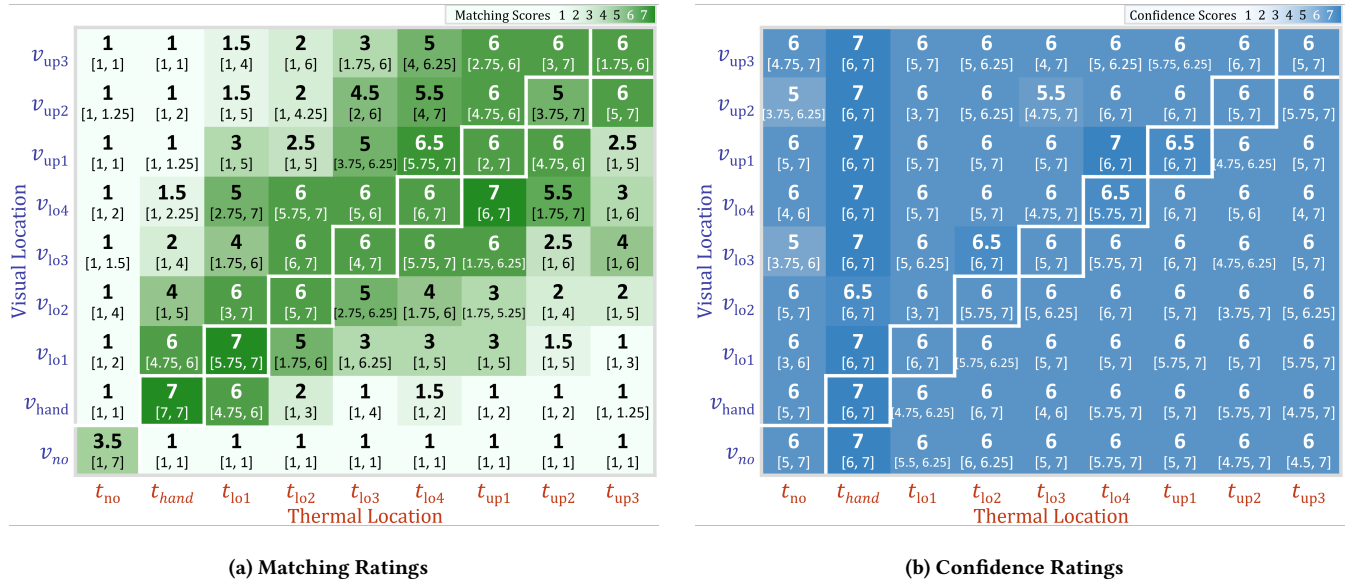 Matching Scores 1 2 3 4 5 6 7
Visual Location
v_up3 1 1 1.5 2 3 5 6 6 6
[1, 1] [1, 1] [1, 4] [1, 6] [1.75, 6] [4, 6.25] [2.75, 6] [3, 7] [1.75, 6]
v_up2 1 1 1.5 2 4.5 5.5 6 5 6
[1, 1.25] [1, 2] [1, 5] [1, 4.25] [2, 6] [4, 7] [4.75, 6] [3.75, 7] [5, 7]
v_up1 1 1 3 2.5 5 6.5 6 6 2.5
[1, 1] [1, 1.25] [1, 5] [1, 5] [3.75, 6.25] [5.75, 7] [2, 7] [4.75, 6] [1, 5]
v_lo4 1 1.5 5 6 6 6 7 5.5 3
[1, 2] [1, 2.25] [2.75, 7] [5.75, 7] [5, 6] [6, 7] [6, 7] [1.75, 7] [1, 6]
v_lo3 1 2 4 6 6 6 6 2.5 4
[1, 1.5] [1, 4] [1.75, 6] [6, 7] [4, 7] [5.75, 7] [1.75, 6.25] [1, 6] [1, 6]
v_lo2 1 4 6 6 5 4 3 2 2
[1, 4] [1, 5] [3, 7] [5, 7] [2.75, 6.25] [1.75, 6] [1.75, 5.25] [1, 4] [1, 5]
v_lo1 1 6 7 5 3 3 3 1.5 1
[1, 2] [4.75, 6] [5.75, 7] [1.75, 6] [1, 6.25] [1, 5] [1, 5] [1, 5] [1, 3]
v_hand 1 7 6 2 1 1.5 1 1 1
[1, 1] [7, 7] [4.75, 6] [1, 3] [1, 4] [1, 2] [1, 2] [1, 2] [1, 1.25]
v_no 3.5 1 1 1 1 1 1 1 1
[1, 7] [1, 1] [1, 1] [1, 1] [1, 1] [1, 1] [1, 1] [1, 1] [1, 1]
t_no t_hand t_lo1 t_lo2 t_lo3 t_lo4 t_up1 t_up2 t_up3
Thermal Location
(a) Matching Ratings
Confidence Scores 1 2 3 4 5 6 7
Visual Location
v_up3 6 7 6 6 6 6 6 6 6
[4.75, 7] [6, 7] [5, 7] [5, 6.25] [4, 7] [5, 6.25] [5.75, 6.25] [6, 7] [5, 7]
v_up2 5 7 6 6 5.5 6 6 6 6
[3.75, 6.25] [6, 7] [6, 7] [5, 6.25] [4.75, 7] [6, 7] [6, 7] [5, 7] [5.75, 7]
v_up1 6 7 6 6 6 7 6.5 6 6
[5, 7] [6, 7] [5, 7] [5, 7] [5, 7] [6, 7] [6, 7] [4.75, 6.25] [5, 7]
v_lo4 6 7 6 6 6 6.5 6 6 6
[4, 6] [6, 7] [5, 7] [5, 7] [4.75, 7] [5.75, 7] [6, 7] [5, 6] [4, 7]
v_lo3 5 7 6 6.5 6 6 6 6 6
[3.75, 6] [6, 7] [5, 6.25] [6, 7] [5, 7] [5.75, 7] [6, 7] [4.75, 6.25] [5, 7]
v_lo2 6 6.5 6 6 6 6 6 6 6
[5, 7] [6, 7] [3, 7] [5.75, 7] [5, 6.25] [6, 7] [6, 7] [3.75, 7] [5, 6.25]
v_lo1 6 7 6 6 6 6 6 6 6
[3, 6] [6, 7] [6, 7] [5.75, 6.25] [5, 7] [5, 7] [5.75, 7] [5, 7] [5.75, 7]
v_hand 6 7 6 6 6 6 6 6 6
[5, 7] [6, 7] [4.75, 6.25] [6, 7] [4, 6] [5.75, 7] [5, 7] [5.75, 7] [4.75, 7]
v_no 6 7 6 6 6 6 6 6 6
[5, 7] [6, 7] [5.5, 6.25] [6, 6.25] [5, 7] [5.75, 7] [5, 7] [4.75, 7] [4.5, 7]
t_no t_hand t_lo1 t_lo2 t_lo3 t_lo4 t_up1 t_up2 t_up3
Thermal Location
(b) Confidence Ratings